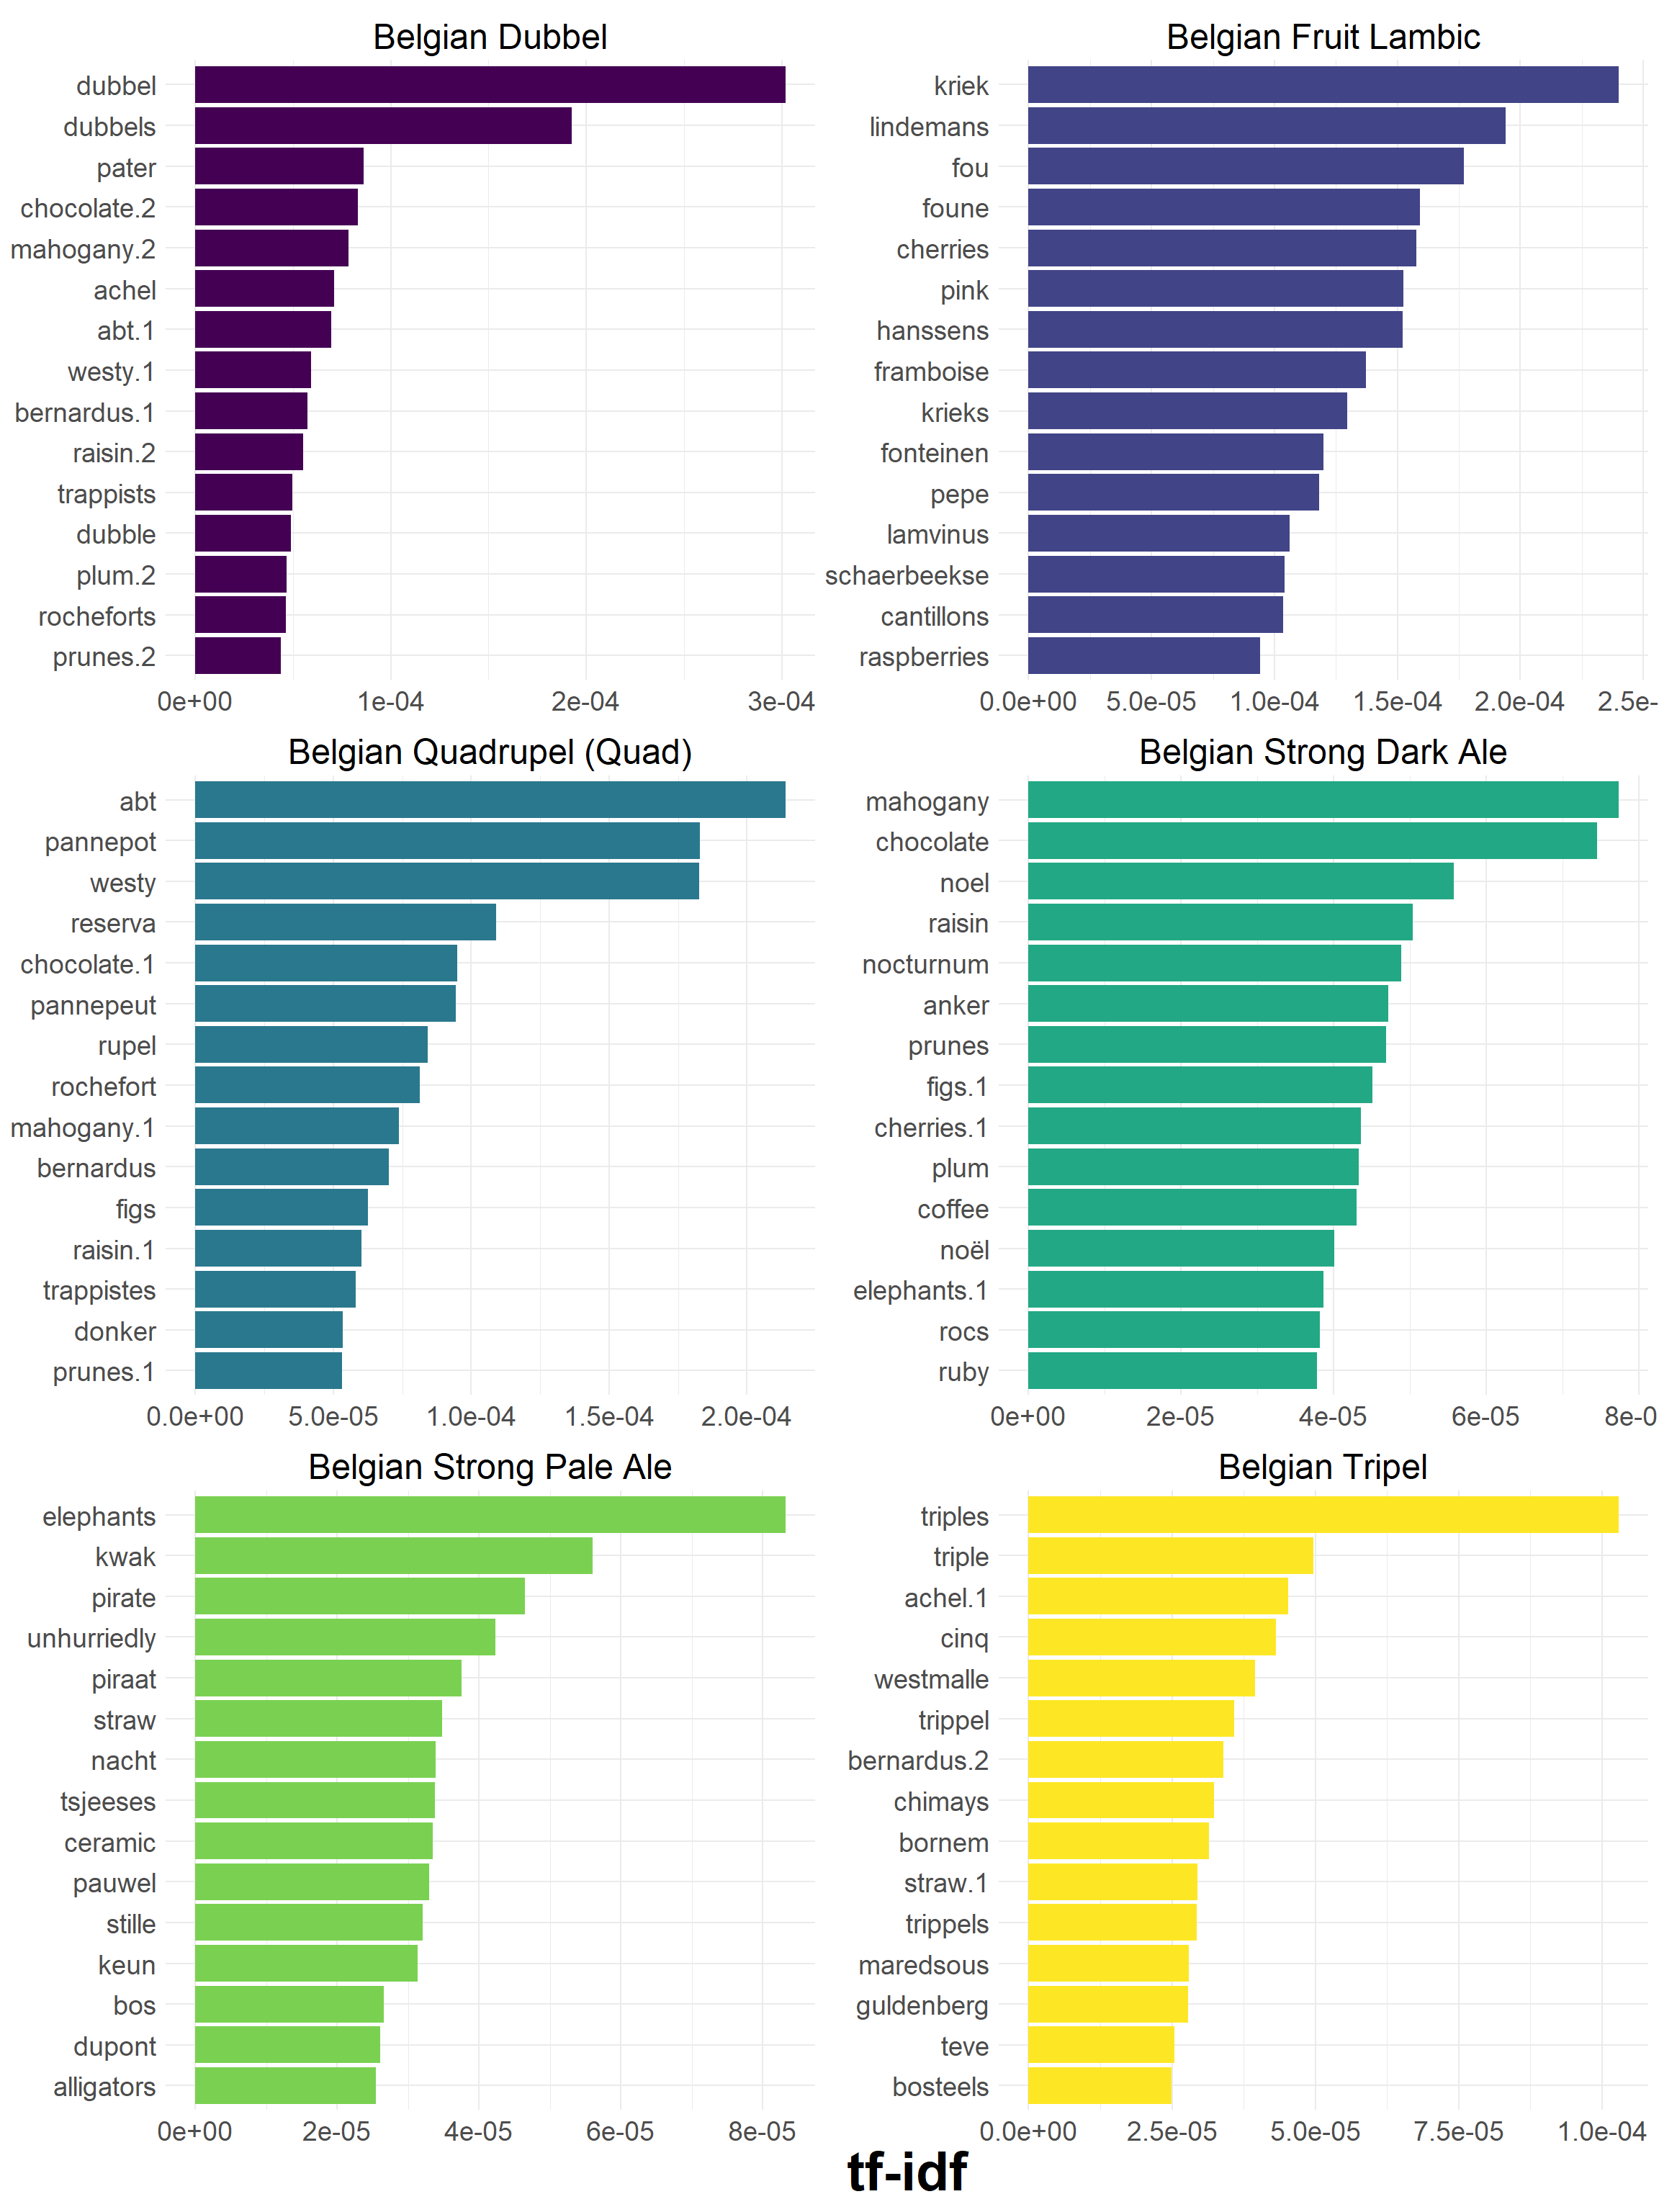 Belgian Dubbel
dubbel
dubbels
pater
chocolate.2
mahogany.2
achel
abt.1
westy.1
bernardus.1
raisin.2
trappists
dubble
plum.2
rocheforts
prunes.2
0e+00 1e-04 2e-04 3e-04
Belgian Fruit Lambic
kriek
lindemans
fou
foune
cherries
pink
hanssens
framboise
krieks
fonteinen
pepe
lamvinus
schaerbeekse
cantillons
raspberries
0.0e+00 5.0e-05 1.0e-04 1.5e-04 2.0e-04 2.5e-
Belgian Quadrupel (Quad)
abt
pannepot
westy
reserva
chocolate.1
pannepeut
rupel
rochefort
mahogany.1
bernardus
figs
raisin.1
trappistes
donker
prunes.1
0.0e+00 5.0e-05 1.0e-04 1.5e-04 2.0e-04
Belgian Strong Dark Ale
mahogany
chocolate
noel
raisin
nocturnum
anker
prunes
figs.1
cherries.1
plum
coffee
noël
elephants.1
rocs
ruby
0e+00 2e-05 4e-05 6e-05 8e-0
Belgian Strong Pale Ale
elephants
kwak
pirate
unhurriedly
piraat
straw
nacht
tsjeeses
ceramic
pauwel
stille
keun
bos
dupont
alligators
0e+00 2e-05 4e-05 6e-05 8e-05
Belgian Tripel
triples
triple
achel.1
cinq
westmalle
trippel
bernardus.2
chimays
bornem
straw.1
trippels
maredsous
guldenberg
teve
bosteels
0.0e+00 2.5e-05 5.0e-05 7.5e-05 1.0e-04
tf-idf